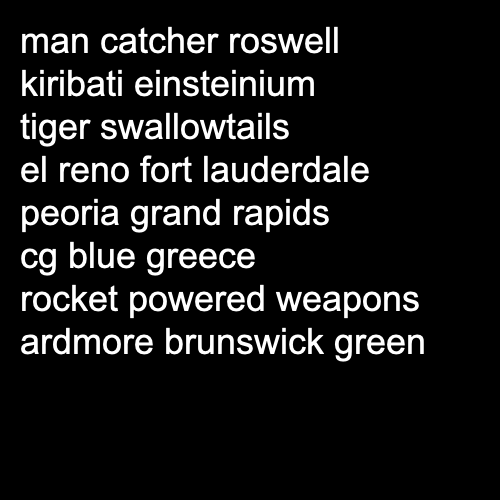 man catcher roswell
kiribati einsteinium
tiger swallowtails
el reno fort lauderdale
peoria grand rapids
cg blue greece
rocket powered weapons
ardmore brunswick green